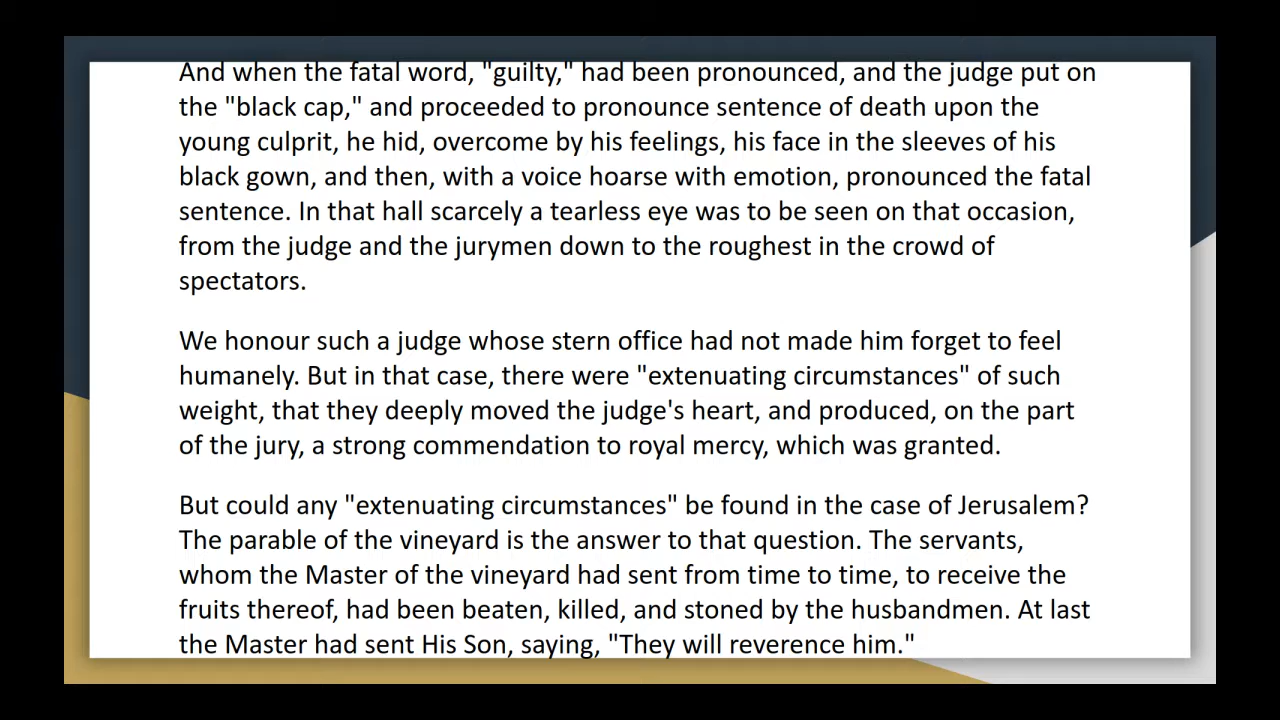 And when the fatal word, "guilty," had been pronounced, and the judge put on
the "black cap," and proceeded to pronounce sentence of death upon the
young culprit, he hid, overcome by his feelings, his face in the sleeves of his
black gown, and then, with a voice hoarse with emotion, pronounced the fatal
sentence. In that hall scarcely a tearless eye was to be seen on that occasion,
from the judge and the jurymen down to the roughest in the crowd of
spectators.
We honour such a judge whose stern office had not made him forget to feel
humanely. But in that case, there were "extenuating circumstances" of such
weight, that they deeply moved the judge's heart, and produced, on the part
of the jury, a strong commendation to royal mercy, which was granted.
But could any "extenuating circumstances" be found in the case of Jerusalem?
The parable of the vineyard is the answer to that question. The servants,
whom the Master of the vineyard had sent from time to time, to receive the
fruits thereof, had been beaten, killed, and stoned by the husbandmen. At last
the Master had sent His Son, saying, "They will reverence him."